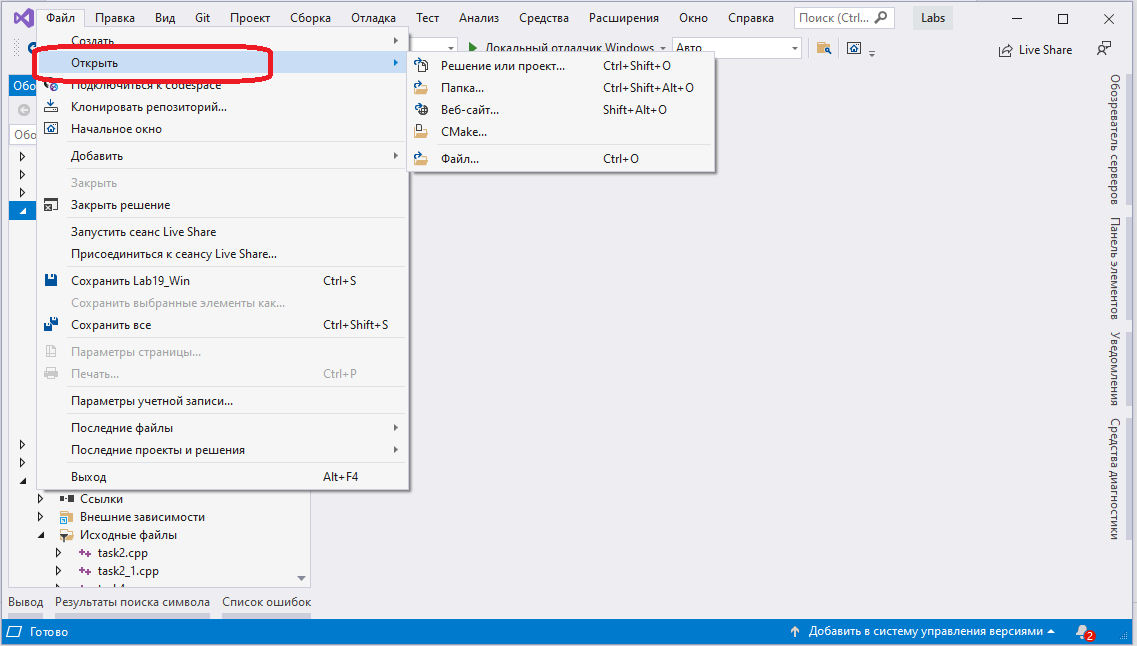 Файл Правка Вид Git Проект Сборка Отладка Тест Анализ Средства Расширения Окно Справка Поиск (Ctrl... Labs
Создать
Локальный отладчик Windows Авто Live Share
Открыть
Обо
Подключиться к codespace
Клонировать репозиторий...
Обо
Начальное окно
Добавить
Закрыть
Закрыть решение
Запустить сеанс Live Share
Присоединиться к сеансу Live Share...
Сохранить Lab19_Win Ctrl+S
Сохранить выбранные элементы как...
Сохранить все Ctrl+Shift+S
Параметры страницы...
Печать... Ctrl+P
Параметры учетной записи...
Последние файлы
Последние проекты и решения
Выход Alt+F4
Решение или проект... Ctrl+Shift+O
Папка... Ctrl+Shift+Alt+O
Веб-сайт... Shift+Alt+O
CMake...
Файл... Ctrl+O
Обозреватель серверов
Панель элементов
Уведомления
Средства диагностики
Ссылки
Внешние зависимости
Исходные файлы
task2.cpp
task2_1.cpp
Вывод Результаты поиска символа Список ошибок
Готово Добавить в систему управления версиями 2